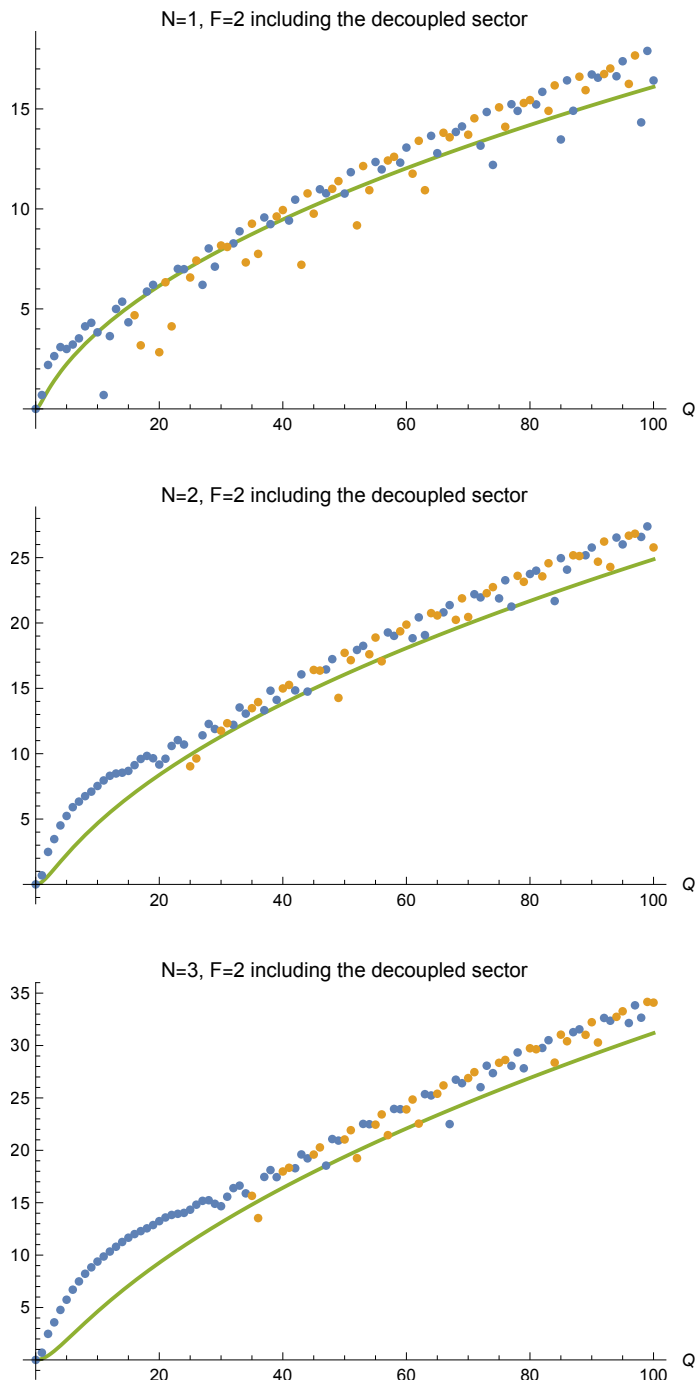 N=1, F=2 including the decoupled sector
15
10
5
20 40 60 80 100 Q
N=2, F=2 including the decoupled sector
25
20
15
10
5
20 40 60 80 100 Q
N=3, F=2 including the decoupled sector
35
30
25
20
15
10
5
20 40 60 80 100 Q